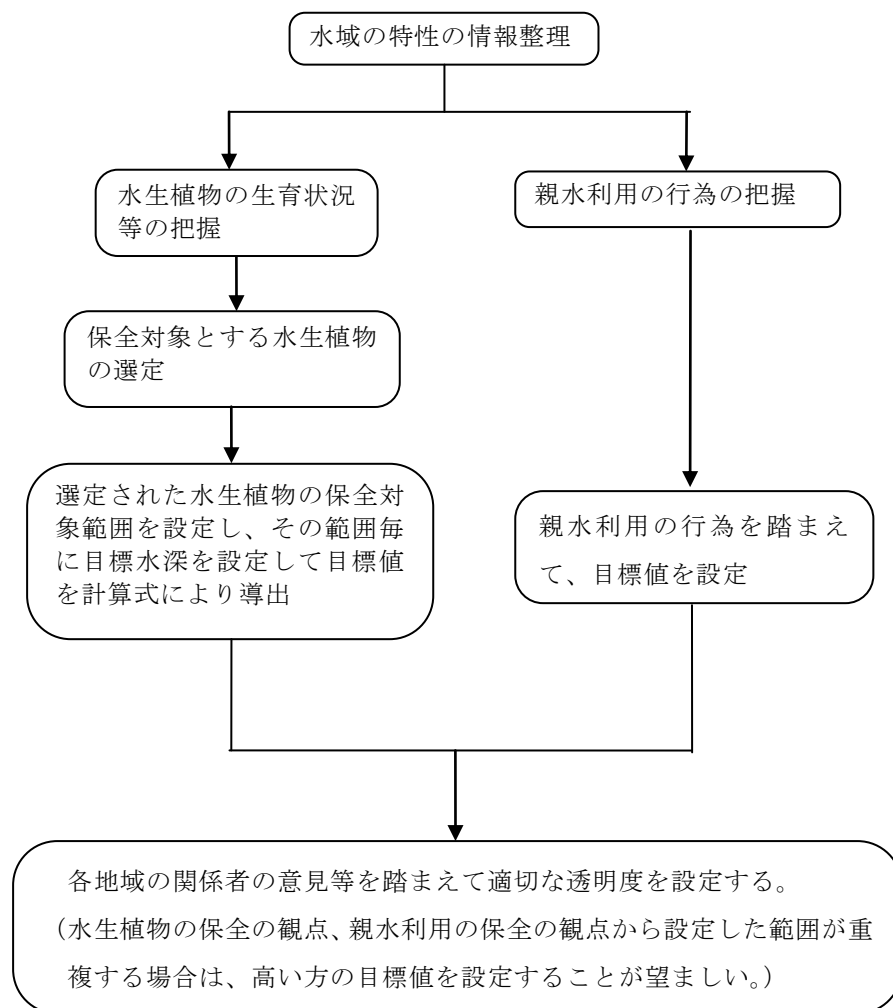 水域の特性の情報整理
水生植物の生育状況
等の把握
親水利用の行為の把握
保全対象とする水生植物
の選定
選定された水生植物の保全対
象範囲を設定し、その範囲毎
に目標水深を設定して目標値
を計算式により導出
親水利用の行為を踏まえ
て、目標値を設定
各地域の関係者の意見等を踏まえて適切な透明度を設定する。
(水生植物の保全の観点、親水利用の保全の観点から設定した範囲が重
複する場合は、高い方の目標値を設定することが望ましい。)